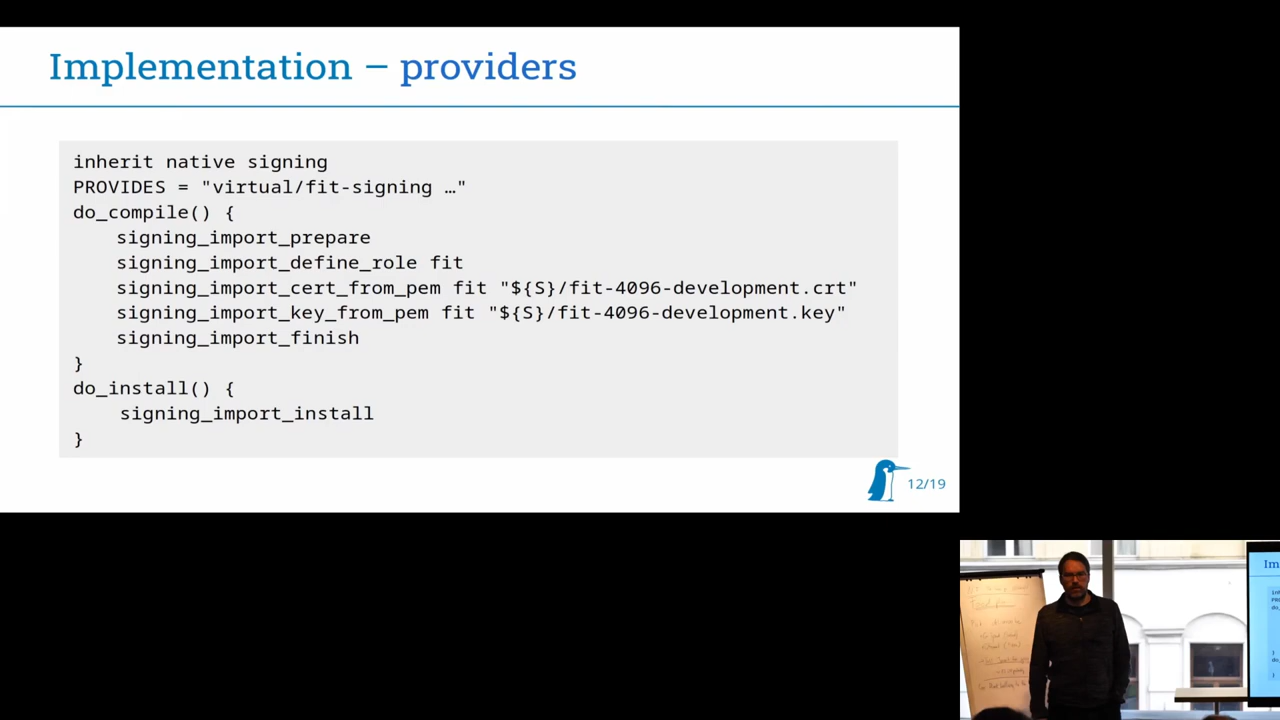 Implementation – providers
inherit native signing
PROVIDES = "virtual/fit-signing …"
do_compile() {
signing_import_prepare
signing_import_define_role fit
signing_import_cert_from_pem fit "${S}/fit-4096-development.crt"
signing_import_key_from_pem fit "${S}/fit-4096-development.key"
signing_import_finish
}
do_install() {
signing_import_install
}
12/19